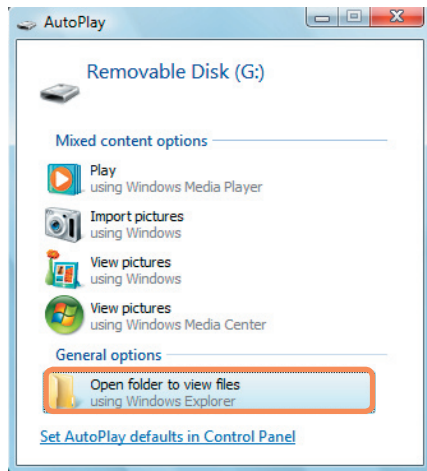 AutoPlay
Removable Disk (G:)
Mixed content options
Play
using Windows Media Player
Import pictures
using Windows
View pictures
using Windows
View pictures
using Windows Media Center
General options
Open folder to view files
using Windows Explorer
Set AutoPlay defaults in Control Panel